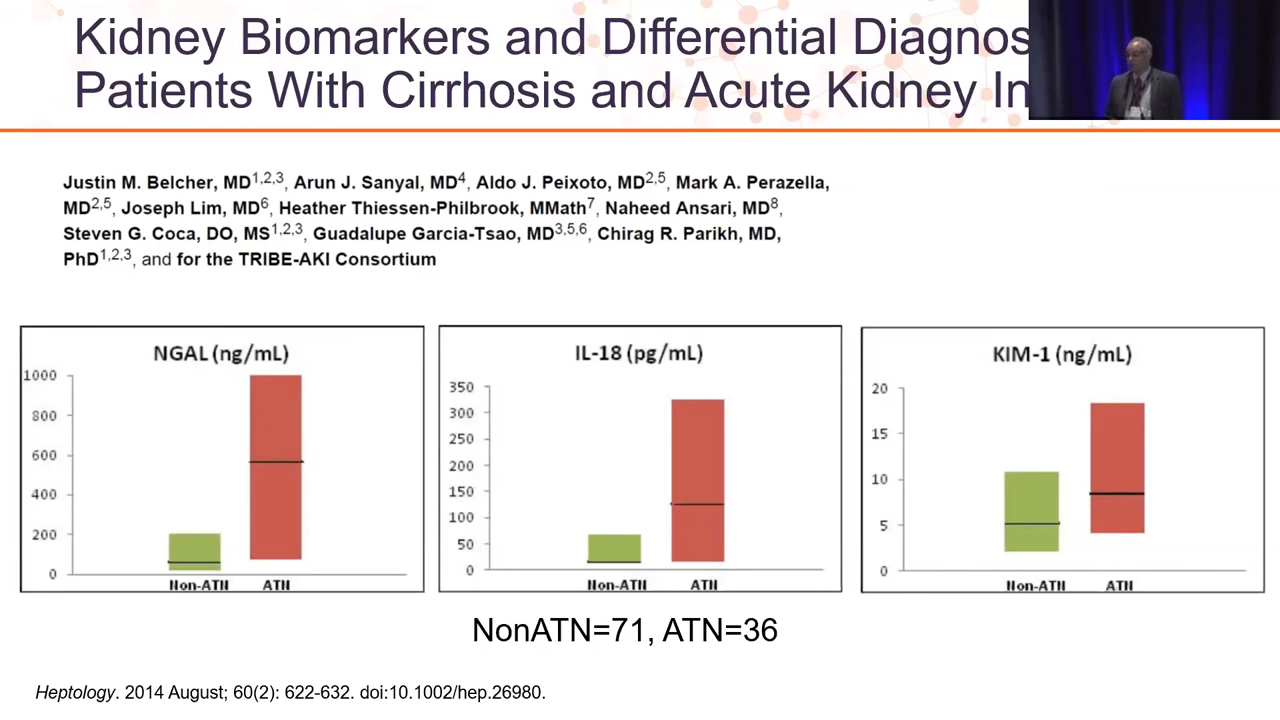 Kidney Biomarkers and Differential Diagnos
Patients With Cirrhosis and Acute Kidney In
Justin M. Belcher, MD1,2,3, Arun J. Sanyal, MD4, Aldo J. Peixoto, MD2,5, Mark A. Perazella,
MD2,5, Joseph Lim, MD6, Heather Thiessen-Philbrook, MMath7, Naheed Ansari, MD8,
Steven G. Coca, DO, MS1,2,3, Guadalupe Garcia-Tsao, MD3,5,6, Chirag R. Parikh, MD,
PhD1,2,3, and for the TRIBE-AKI Consortium
NGAL (ng/mL)
1000
800
600
400
200
0
Non-ATN ATN
IL-18 (pg/mL)
350
300
250
200
150
100
50
0
Non-ATN ATN
KIM-1 (ng/mL)
20
15
10
5
0
Non-ATN ATN
NonATN=71, ATN=36
Heptology. 2014 August; 60(2): 622-632. doi:10.1002/hep.26980.